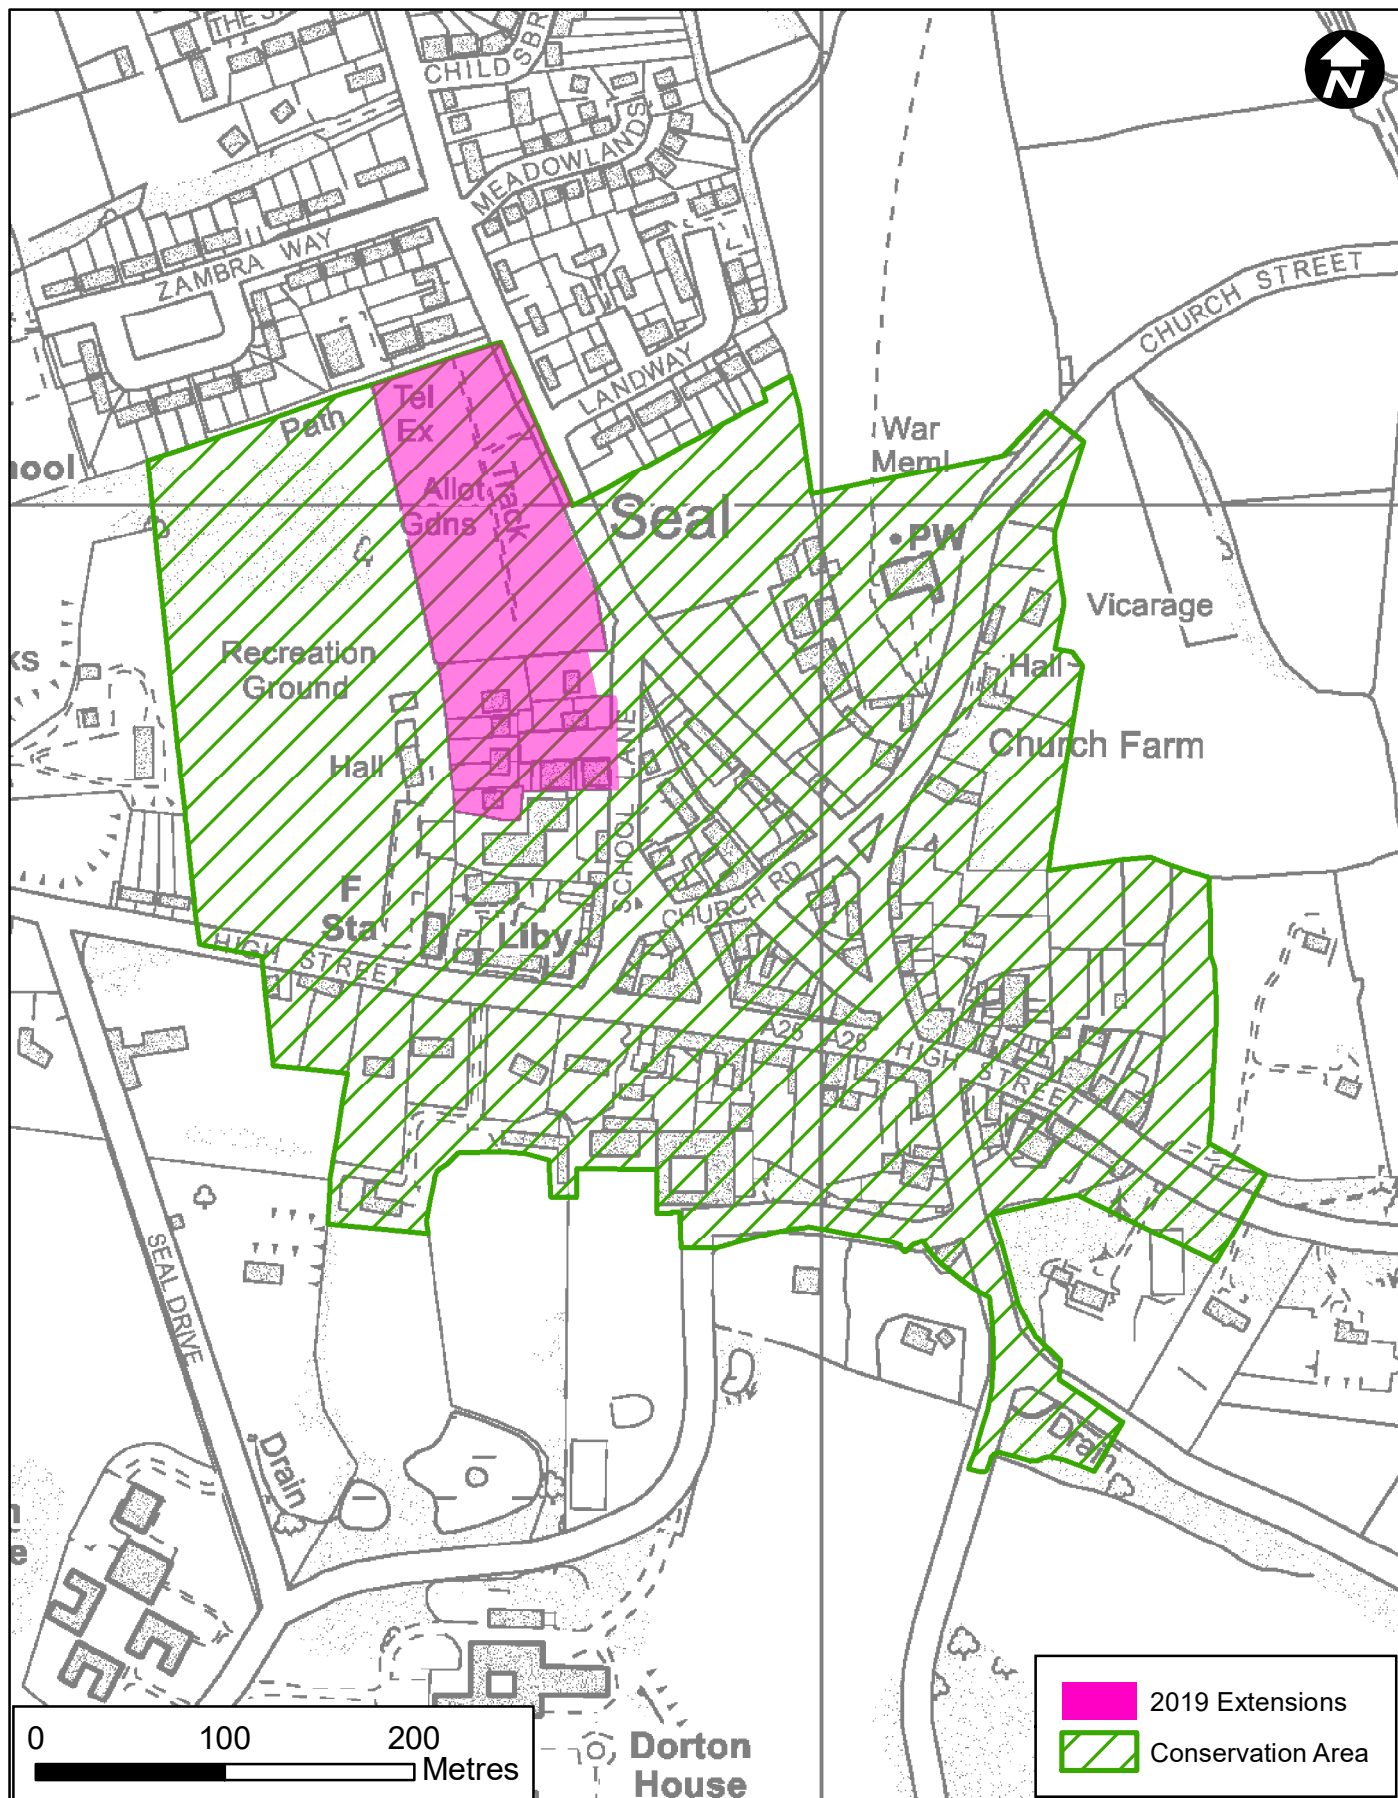 CHILD
SBR
N
MEADOWLANDS
ZAMBRA WAY
CHURCH STREET
LANDWAY
Tel
Ex
Path
War
Meml
hool
Allot
Gdns
Track
Seal
PW
Vicarage
Recreation
Ground
Hall
Church Farm
Hall
SCHOOL LANE
CHURCH RD
F
Sta
Liby
HIGH STREET
A25 A25 HIGH STREET
SEAL DRIVE
Drain
Drain
Dorton
House
0 100 200
Metres
2019 Extensions
Conservation Area